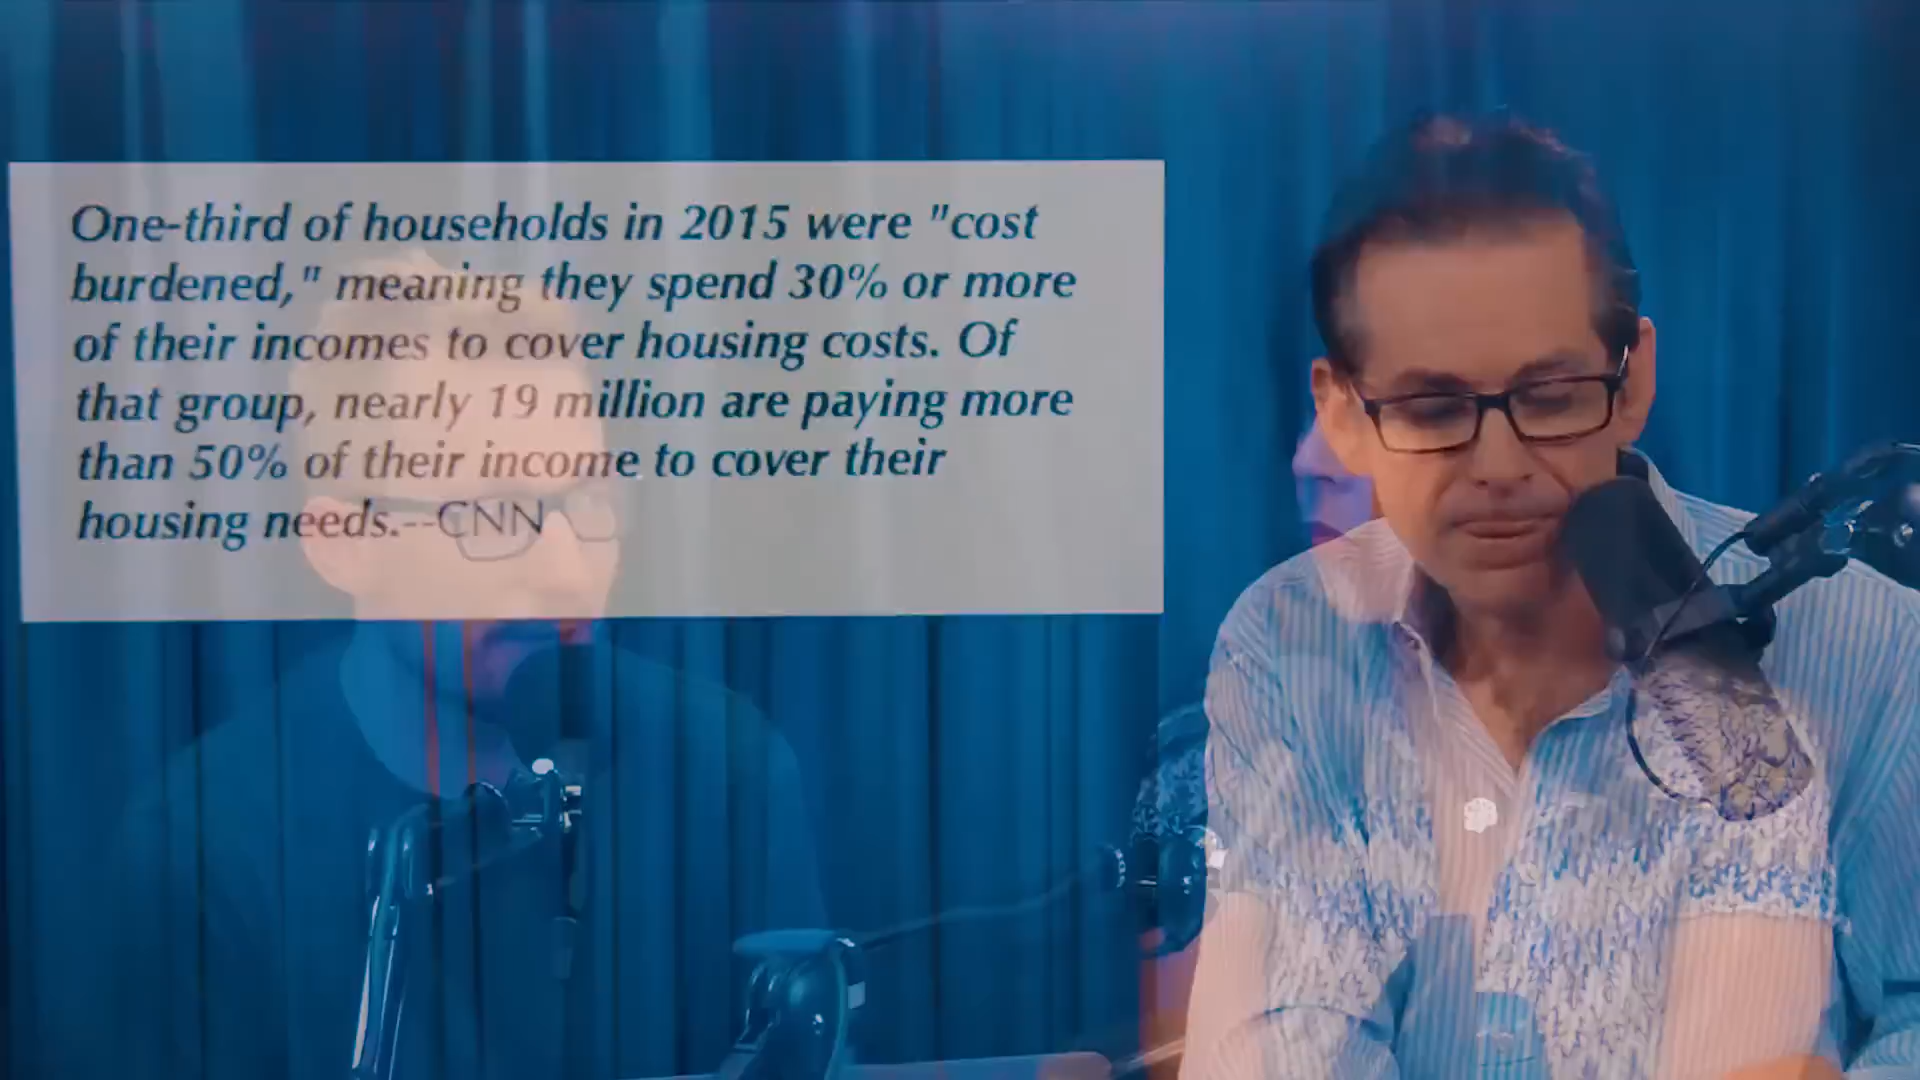 One-third of households in 2015 were "cost
burdened," meaning they spend 30% or more
of their incomes to cover housing costs. Of
that group, nearly 19 million are paying more
than 50% of their income to cover their
housing needs.--CNN